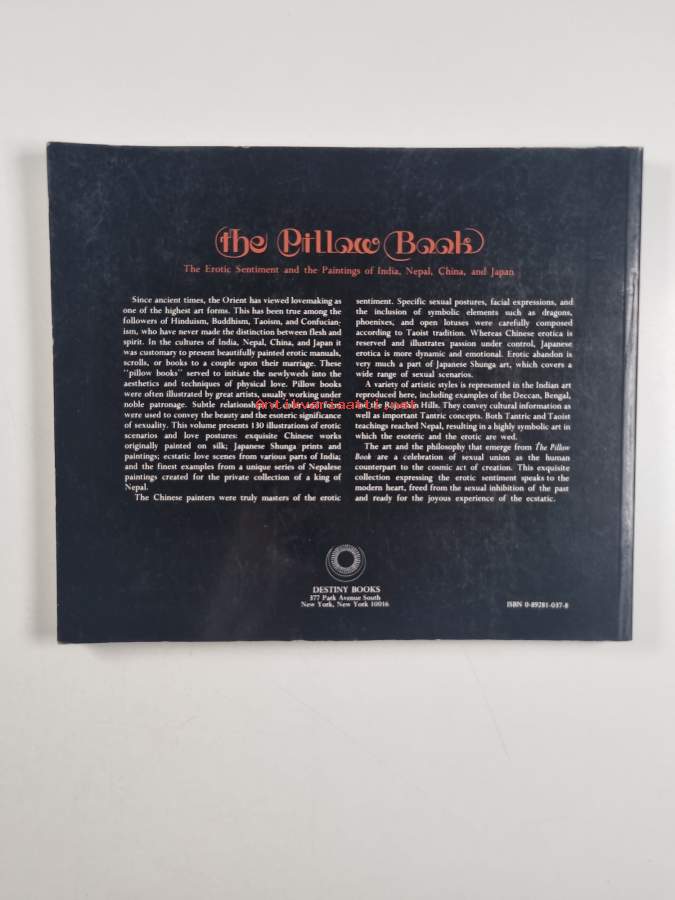 the Pillow Book
The Erotic Sentiment and the Paintings of India, Nepal, China, and Japan
Since ancient times, the Orient has viewed lovemaking as
one of the highest art forms. This has been true among the
followers of Hinduism, Buddhism, Taoism, and Confucian-
ism, who have never made the distinction between flesh and
spirit. In the cultures of India, Nepal, China, and Japan it
was customary to present beautifully painted erotic manuals,
scrolls, or books to a couple upon their marriage. These
"pillow books" served to initiate the newlyweds into the
aesthetics and techniques of physical love. Pillow books
were often illustrated by great artists, usually working under
noble patronage. Subtle relationships of color and form
were used to convey the beauty and the esoteric significance
of sexuality. This volume presents 130 illustrations of erotic
scenarios and love postures: exquisite Chinese works
originally painted on silk; Japanese Shunga prints and
paintings; ecstatic love scenes from various parts of India;
and the finest examples from a unique series of Nepalese
paintings created for the private collection of a king of
Nepal.
The Chinese painters were truly masters of the erotic
sentiment. Specific sexual postures, facial expressions, and
the inclusion of symbolic elements such as dragons,
phoenixes, and open lotuses were carefully composed
according to Taoist tradition. Whereas Chinese erotica is
reserved and illustrates passion under control, Japanese
erotica is more dynamic and emotional. Erotic abandon is
very much a part of Japanese Shunga art, which covers a
wide range of sexual scenarios.
A variety of artistic styles is represented in the Indian art
reproduced here, including examples of the Deccan, Bengal,
and the Rajasthan Hills. They convey cultural information as
well as important Tantric concepts. Both Tantric and Taoist
teachings reached Nepal, resulting in a highly symbolic art in
which the esoteric and the erotic are wed.
The art and the philosophy that emerge from The Pillow
Book are a celebration of sexual union as the human
counterpart to the cosmic act of creation. This exquisite
collection expressing the erotic sentiment speaks to the
modern heart, freed from the sexual inhibition of the past
and ready for the joyous experience of the ecstatic.
Antikvariaatti.net
DESTINY BOOKS
377 Park Avenue South
New York, New York 10016
ISBN 0-89281-037-8